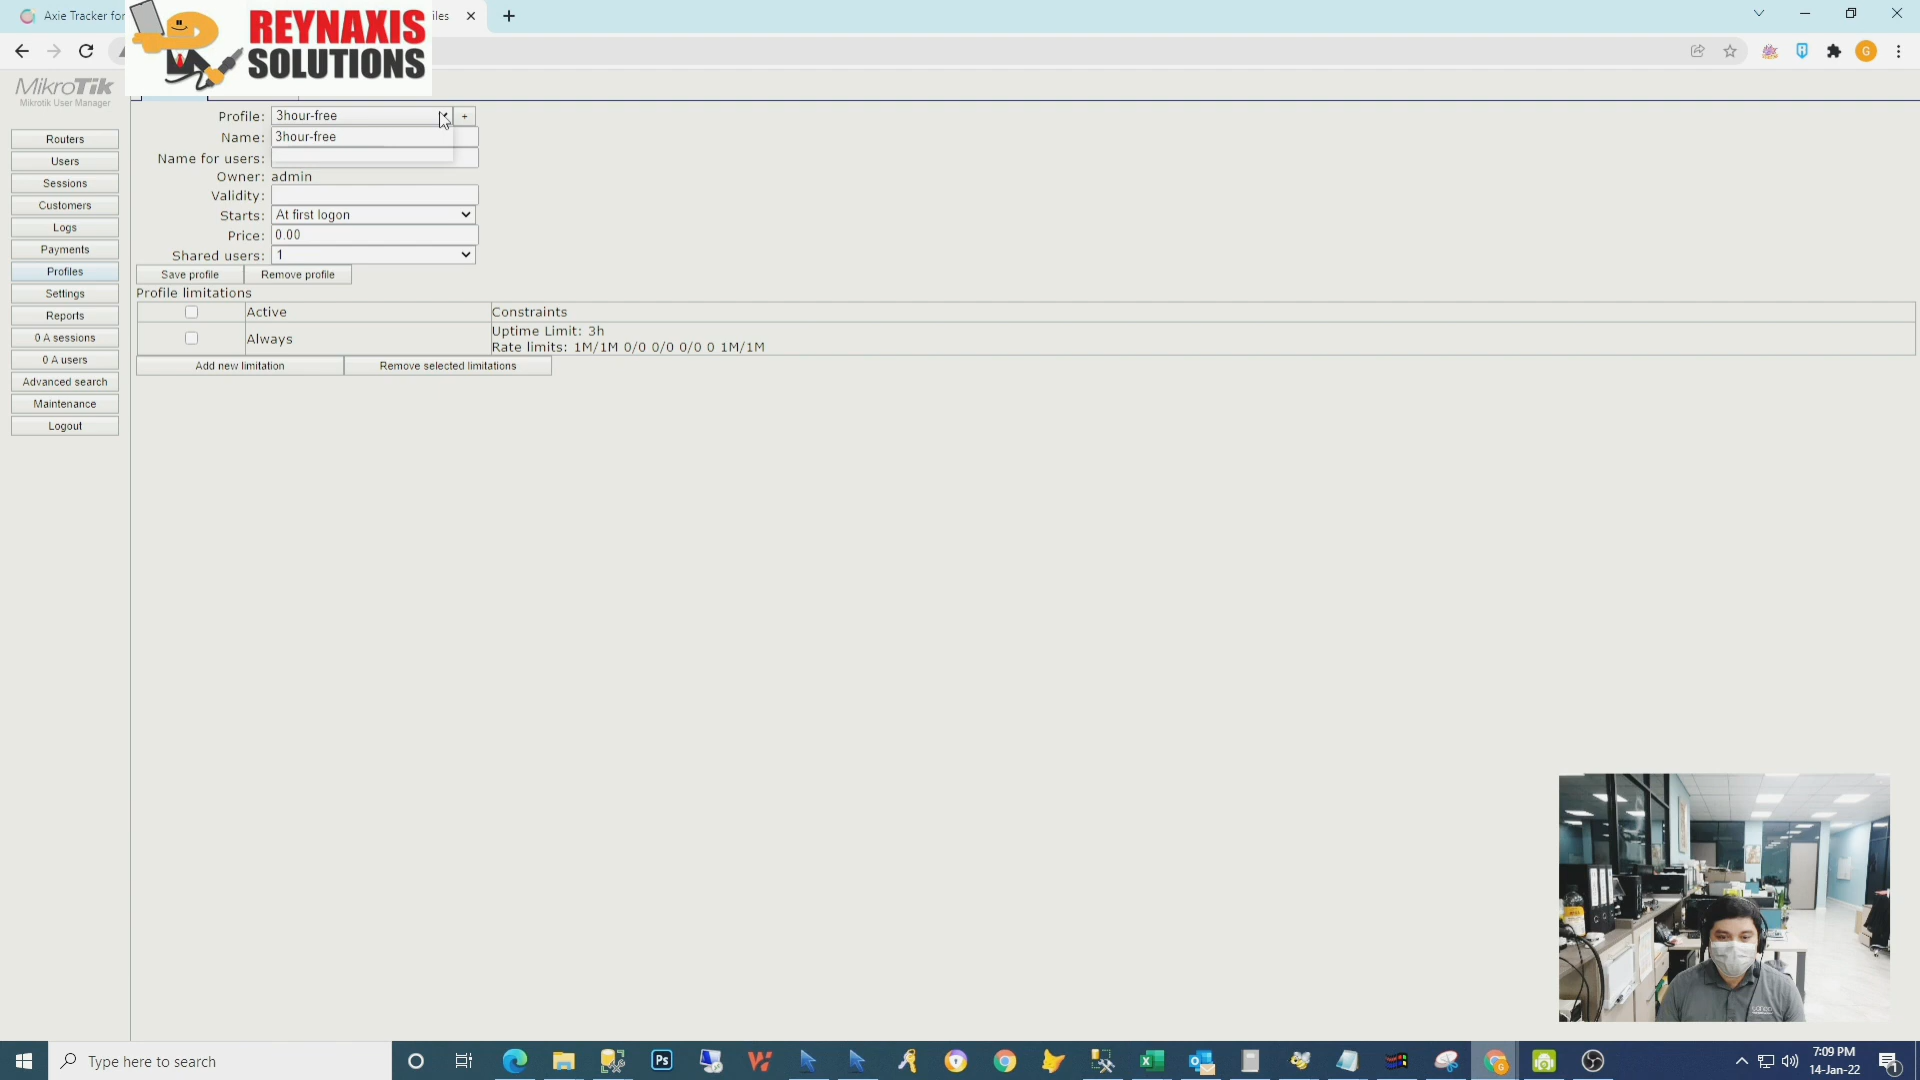 Axie Tracker for
iles
REYNAXIS
SOLUTIONS
MikroTik
Mikrotik User Manager
Routers
Users
Sessions
Customers
Logs
Payments
Profiles
Settings
Reports
0 A sessions
0 A users
Advanced search
Maintenance
Logout
Profile: 3hour-free +
Name: 3hour-free
Name for users:
Owner: admin
Validity:
Starts: At first logon
Price: 0.00
Shared users: 1
Save profile Remove profile
Profile limitations
Active Constraints
Always Uptime Limit: 3h
Rate limits: 1M/1M 0/0 0/0 0/0 0 1M/1M
Add new limitation Remove selected limitations
Type here to search
Ps
7:09 PM
14-Jan-22
1